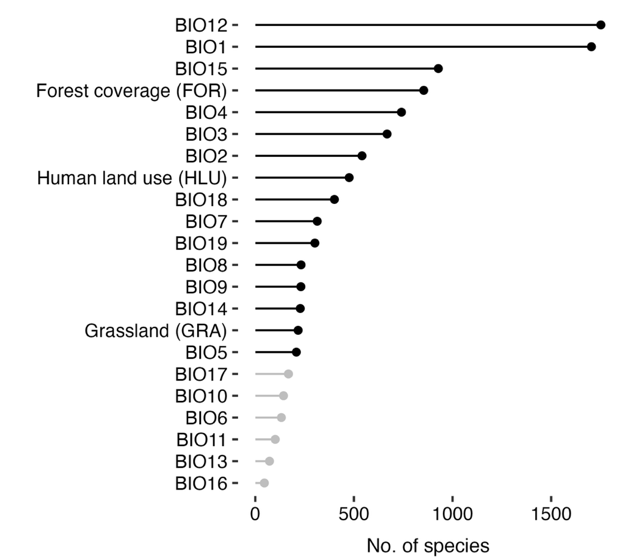 BIO12
BIO1
BIO15
Forest coverage (FOR)
BIO4
BIO3
BIO2
Human land use (HLU)
BIO18
BIO7
BIO19
BIO8
BIO9
BIO14
Grassland (GRA)
BIO5
BIO17
BIO10
BIO6
BIO11
BIO13
BIO16
0 500 1000 1500
No. of species